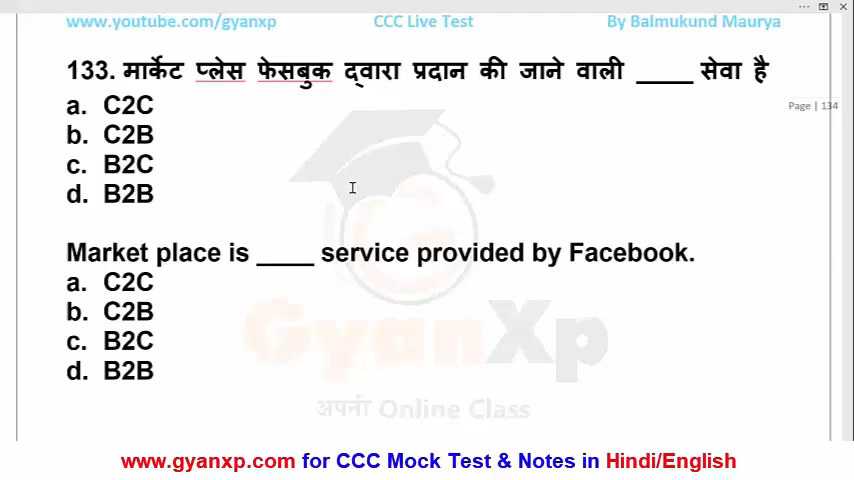 www.youtube.com/gyanxp CCC Live Test By Balmukund Maurya
133. मार्केट प्लेस फेसबुक द्वारा प्रदान की जाने वाली ____ सेवा है
Page | 134
a. C2C
b. C2B
c. B2C
d. B2B
Market place is ____ service provided by Facebook.
a. C2C
b. C2B
c. B2C
d. B2B
GyanXp
अपनी Online Class
www.gyanxp.com for CCC Mock Test & Notes in Hindi/English